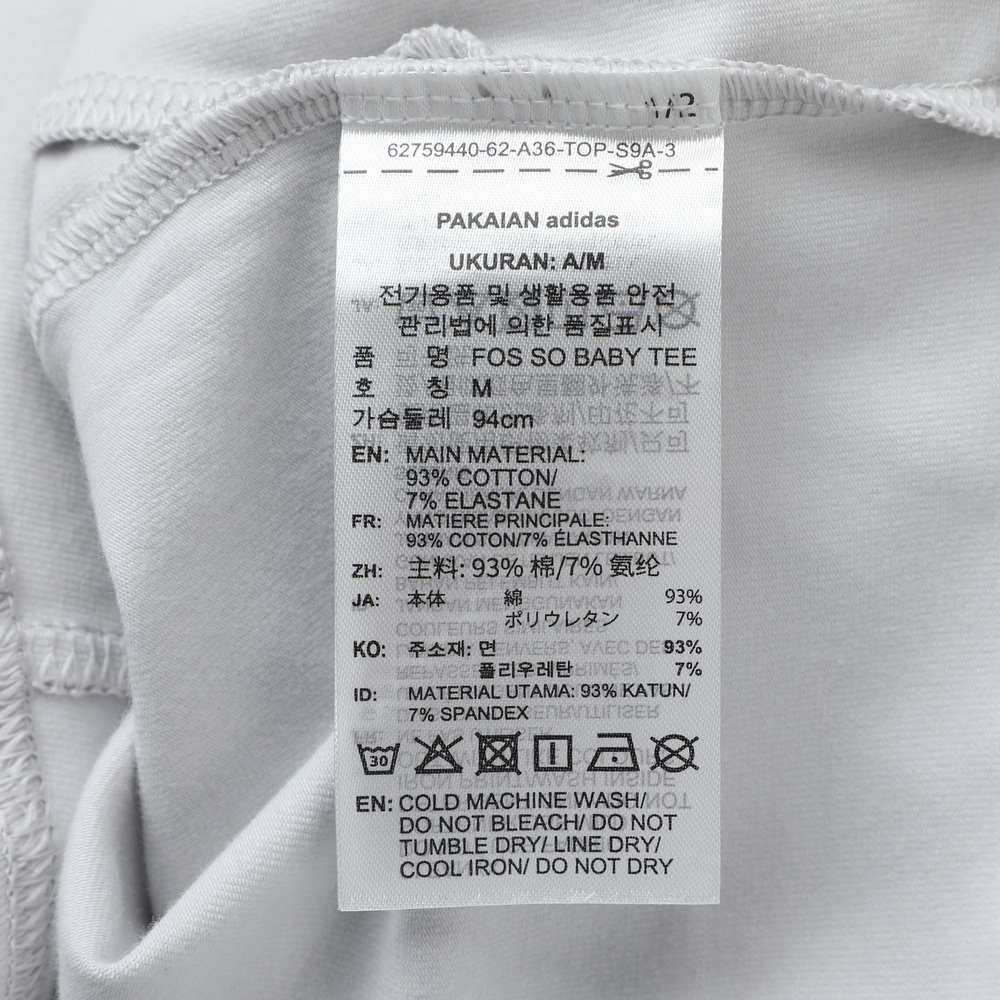 62759440-62-A36-TOP-S9A-3
PAKAIAN adidas
UKURAN: A/M
전기용품 및 생활용품 안전
관리법에 의한 품질표시
품 명 FOS SO BABY TEE
호 칭 M
가슴둘레 94cm
EN: MAIN MATERIAL:
93% COTTON/
7% ELASTANE
FR: MATIERE PRINCIPALE:
93% COTON/7% ÉLASTHANNE
ZH: 主料: 93% 棉/7% 氨纶
JA: 本体 綿 93%
ポリウレタン 7%
KO: 주소재: 면 93%
폴리우레탄 7%
ID: MATERIAL UTAMA: 93% KATUN/
7% SPANDEX
30
EN: COLD MACHINE WASH/
DO NOT BLEACH/ DO NOT
TUMBLE DRY/ LINE DRY/
COOL IRON/ DO NOT DRY